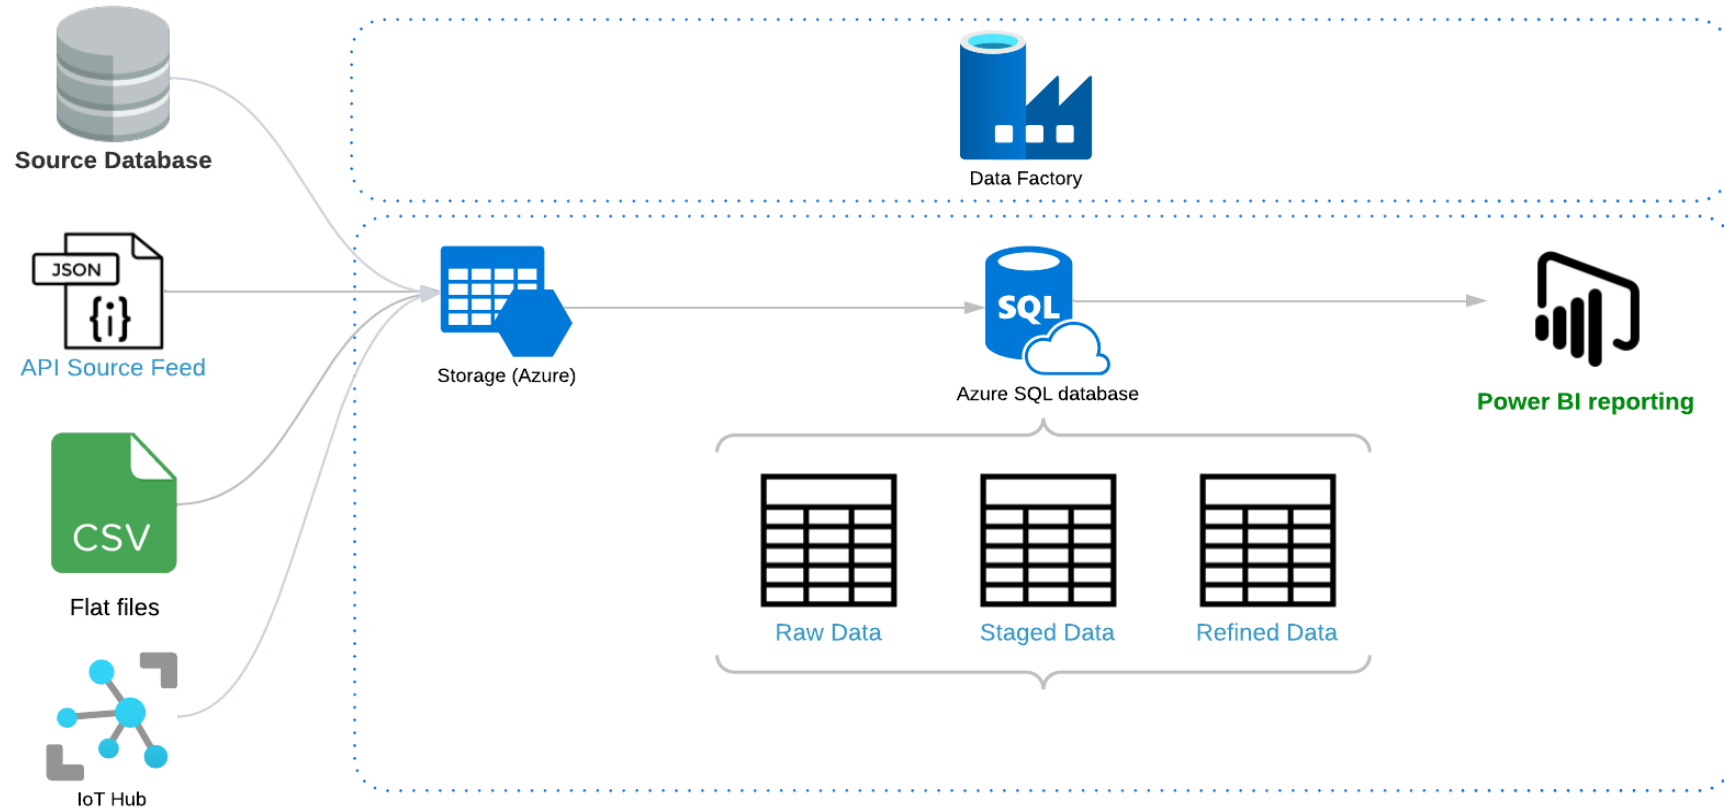 Source Database
Data Factory
JSON
{i}
API Source Feed
Storage (Azure)
SQL
Azure SQL database
Power BI reporting
CSV
Flat files
Raw Data
Staged Data
Refined Data
IoT Hub